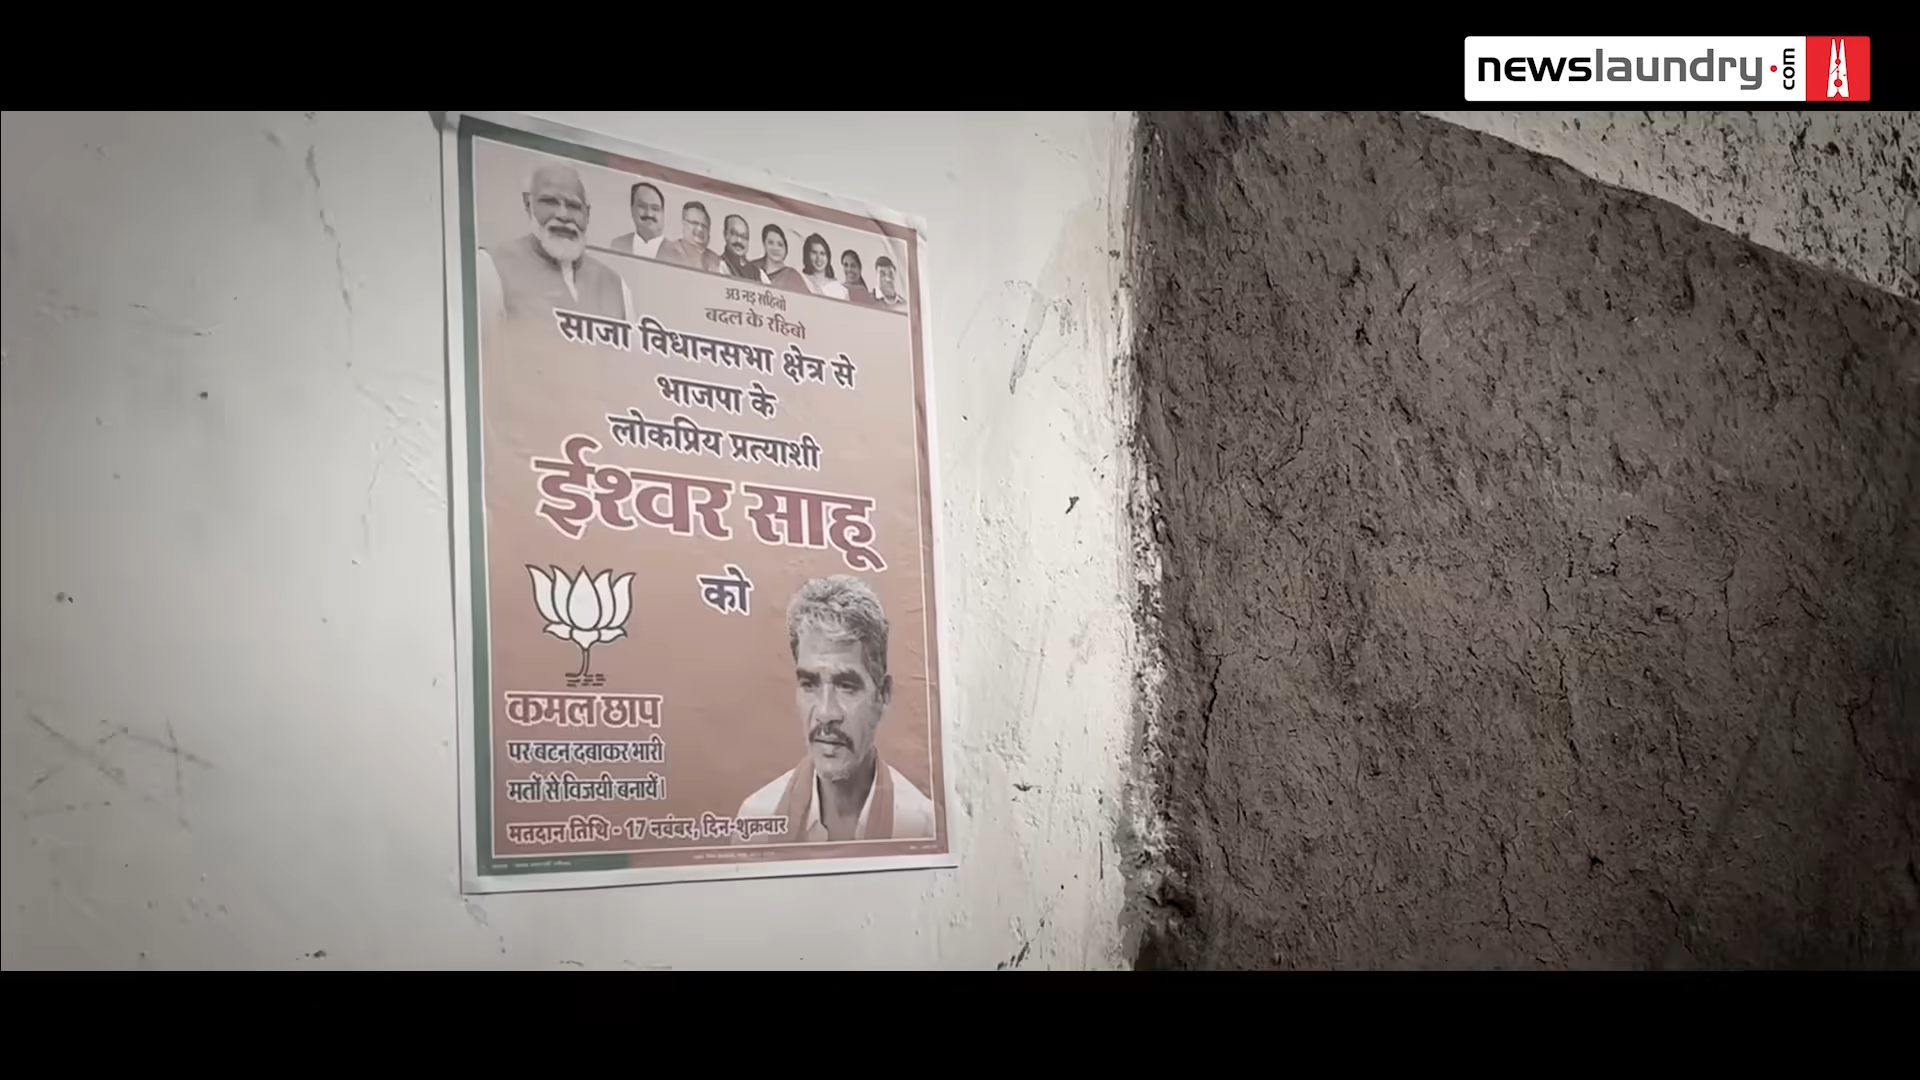 newslaundry.com
अउ नइ सहिबो
बदल के रहिबो
साजा विधानसभा क्षेत्र से
भाजपा के
लोकप्रिय प्रत्याशी
ईश्वर साहू
को
कमल छाप
पर बटन दबाकर भारी
मतों से विजयी बनायें।
मतदान तिथि - 17 नवंबर, दिन-शुक्रवार